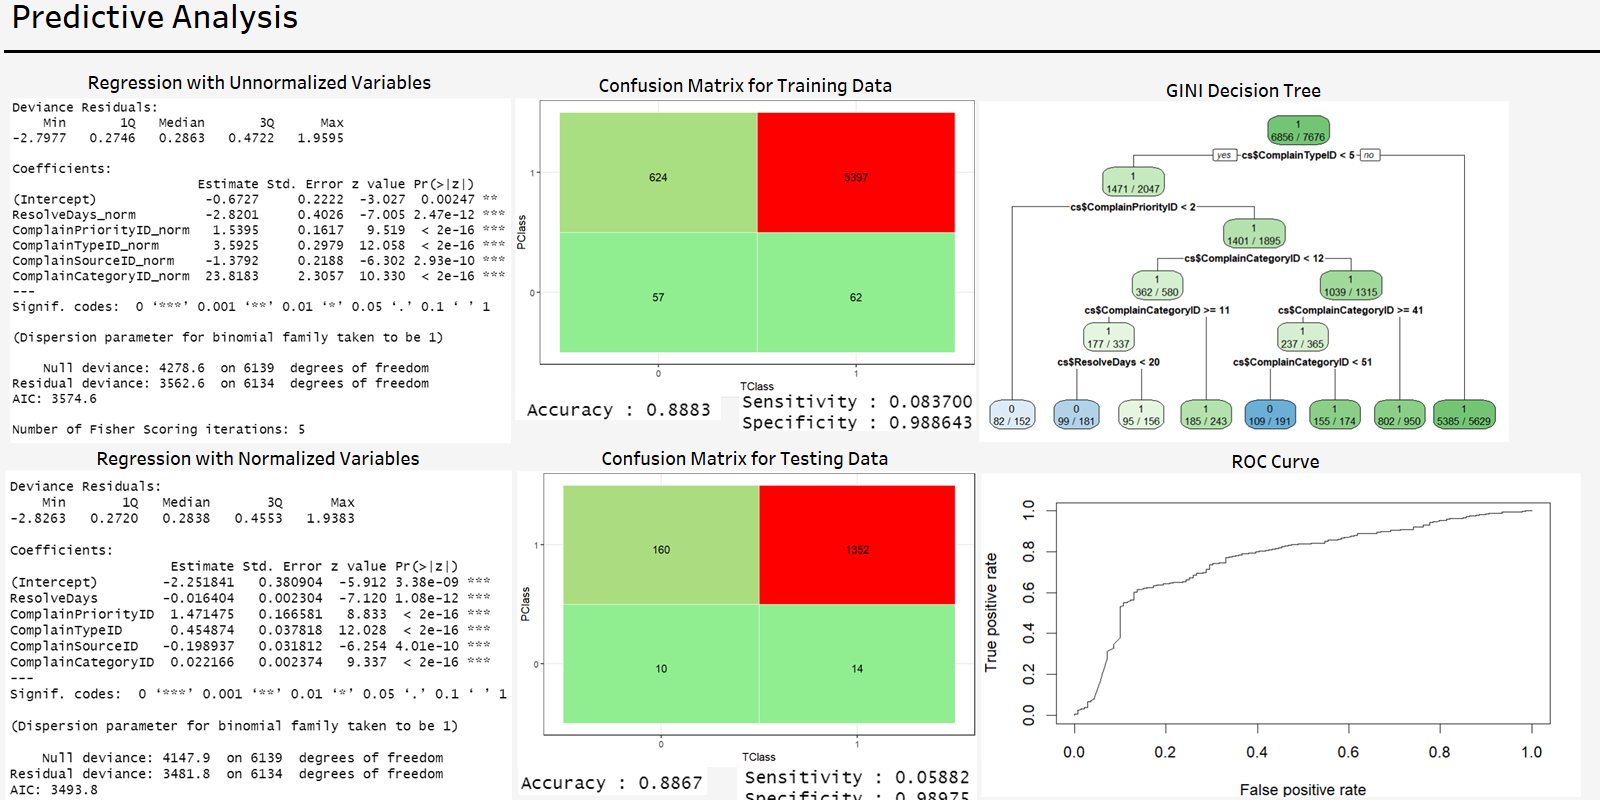 Predictive Analysis
Regression with Unnormalized Variables
Deviance Residuals:
Min 1Q Median 3Q Max
-2.7977 0.2746 0.2863 0.4722 1.9595
Coefficients:
Estimate Std. Error z value Pr(>|z|)
(Intercept) -0.6727 0.2222 -3.027 0.00247 **
ResolveDays_norm -2.8201 0.4026 -7.005 2.47e-12 ***
ComplainPriorityID_norm 1.5395 0.1617 9.519 < 2e-16 ***
ComplainTypeID_norm 3.5925 0.2979 12.058 < 2e-16 ***
ComplainSourceID_norm -1.3792 0.2188 -6.302 2.93e-10 ***
ComplainCategoryID_norm 23.8183 2.3057 10.330 < 2e-16 ***
---
Signif. codes: 0 ‘***’ 0.001 ‘**’ 0.01 ‘*’ 0.05 ‘.’ 0.1 ‘ ’ 1
(Dispersion parameter for binomial family taken to be 1)
Null deviance: 4278.6 on 6139 degrees of freedom
Residual deviance: 3562.6 on 6134 degrees of freedom
AIC: 3574.6
Number of Fisher Scoring iterations: 5
Confusion Matrix for Training Data
624 5397
57 62
1
0
PClass
0 1
TClass
Accuracy : 0.8883
Sensitivity : 0.083700
Specificity : 0.988643
GINI Decision Tree
1
6856 / 7676
yes cs$ComplainTypeID < 5 no
1
1471 / 2047
cs$ComplainPriorityID < 2
1
1401 / 1895
cs$ComplainCategoryID < 12
1
362 / 580
1
1039 / 1315
cs$ComplainCategoryID >= 11
cs$ComplainCategoryID >= 41
1
177 / 337
1
237 / 365
cs$ResolveDays < 20
cs$ComplainCategoryID < 51
0
82 / 152
0
99 / 181
1
95 / 156
1
185 / 243
0
109 / 191
1
155 / 174
1
802 / 950
1
5385 / 5629
Regression with Normalized Variables
Deviance Residuals:
Min 1Q Median 3Q Max
-2.8263 0.2720 0.2838 0.4553 1.9383
Coefficients:
Estimate Std. Error z value Pr(>|z|)
(Intercept) -2.251841 0.380904 -5.912 3.38e-09 ***
ResolveDays -0.016404 0.002304 -7.120 1.08e-12 ***
ComplainPriorityID 1.471475 0.166581 8.833 < 2e-16 ***
ComplainTypeID 0.454874 0.037818 12.028 < 2e-16 ***
ComplainSourceID -0.198937 0.031812 -6.254 4.01e-10 ***
ComplainCategoryID 0.022166 0.002374 9.337 < 2e-16 ***
---
Signif. codes: 0 ‘***’ 0.001 ‘**’ 0.01 ‘*’ 0.05 ‘.’ 0.1 ‘ ’ 1
(Dispersion parameter for binomial family taken to be 1)
Null deviance: 4147.9 on 6139 degrees of freedom
Residual deviance: 3481.8 on 6134 degrees of freedom
AIC: 3493.8
Confusion Matrix for Testing Data
160 1352
10 14
1
0
PClass
0 1
TClass
Accuracy : 0.8867
Sensitivity : 0.05882
Specificity : 0.98975
ROC Curve
True positive rate
1.0
0.8
0.6
0.4
0.2
0.0
0.0 0.2 0.4 0.6 0.8 1.0
False positive rate